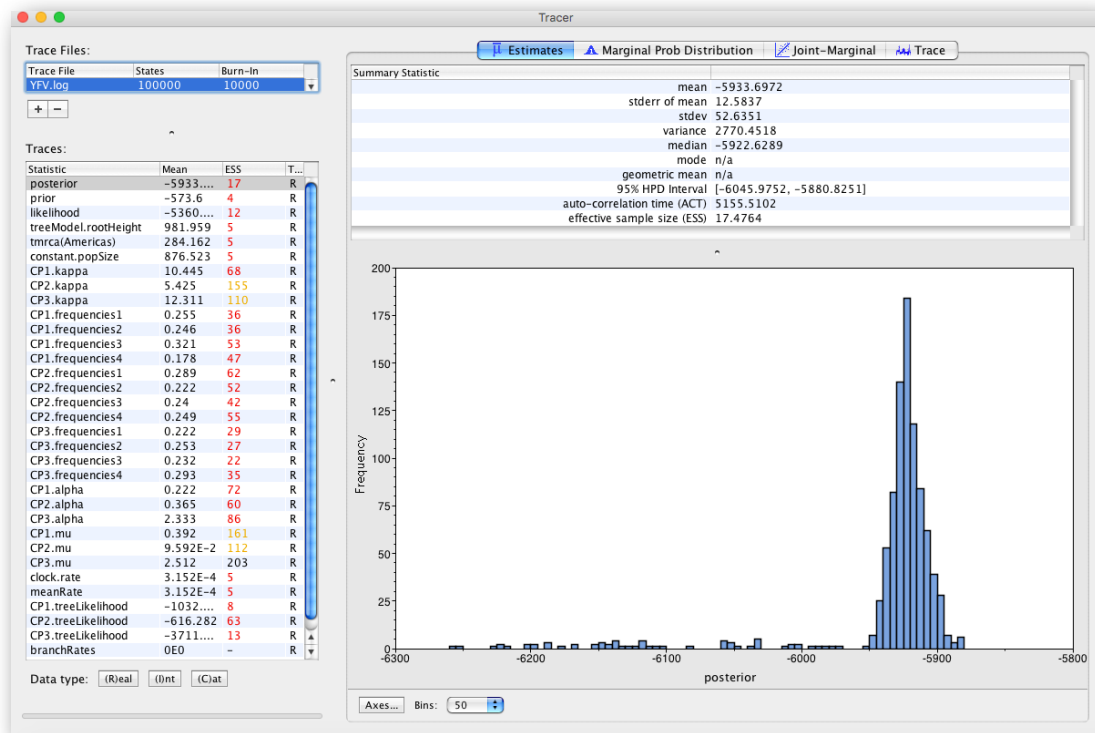 Tracer
Trace Files:
Trace File States Burn-In
YFV.log 100000 10000
+ −
Traces:
Statistic Mean ESS T...
posterior -5933.... 17 R
prior -573.6 4 R
likelihood -5360.... 12 R
treeModel.rootHeight 981.959 5 R
tmrca(Americas) 284.162 5 R
constant.popSize 876.523 5 R
CP1.kappa 10.445 68 R
CP2.kappa 5.425 155 R
CP3.kappa 12.311 110 R
CP1.frequencies1 0.255 36 R
CP1.frequencies2 0.246 36 R
CP1.frequencies3 0.321 53 R
CP1.frequencies4 0.178 47 R
CP2.frequencies1 0.289 62 R
CP2.frequencies2 0.222 52 R
CP2.frequencies3 0.24 42 R
CP2.frequencies4 0.249 55 R
CP3.frequencies1 0.222 29 R
CP3.frequencies2 0.253 27 R
CP3.frequencies3 0.232 22 R
CP3.frequencies4 0.293 35 R
CP1.alpha 0.222 72 R
CP2.alpha 0.365 60 R
CP3.alpha 2.333 86 R
CP1.mu 0.392 161 R
CP2.mu 9.592E-2 112 R
CP3.mu 2.512 203 R
clock.rate 3.152E-4 5 R
meanRate 3.152E-4 5 R
CP1.treeLikelihood -1032.... 8 R
CP2.treeLikelihood -616.282 63 R
CP3.treeLikelihood -3711.... 13 R
branchRates 0E0 - R
Data type: (R)eal (I)nt (C)at
Estimates Marginal Prob Distribution Joint-Marginal Trace
Summary Statistic
mean -5933.6972
stderr of mean 12.5837
stdev 52.6351
variance 2770.4518
median -5922.6289
mode n/a
geometric mean n/a
95% HPD Interval [-6045.9752, -5880.8251]
auto-correlation time (ACT) 5155.5102
effective sample size (ESS) 17.4764
200
175
150
125
100
75
50
25
0
Frequency
-6300 -6200 -6100 -6000 -5900 -5800
posterior
Axes... Bins: 50